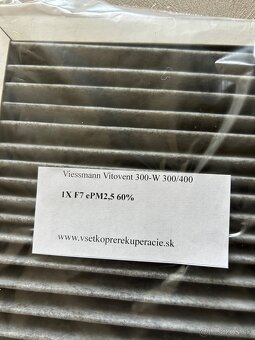 Viessmann Vitovent 300-W 300/400
1X F7 ePM2,5 60%
www.vsetkoprerekuperacie.sk